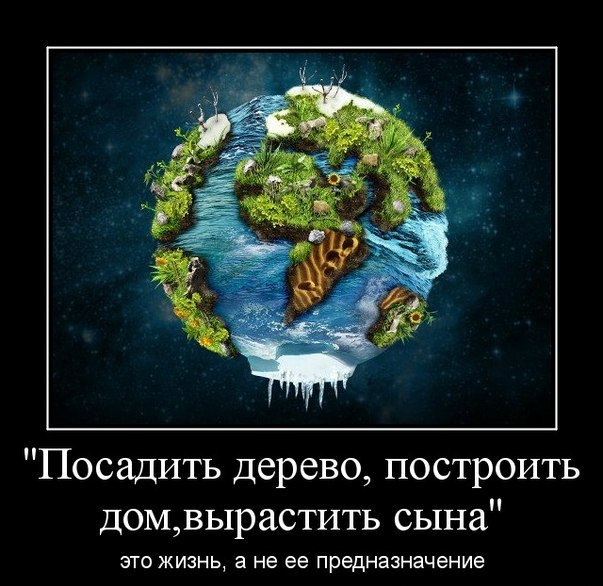 "Посадить дерево, построить
дом,вырастить сына"
это жизнь, а не ее предназначение